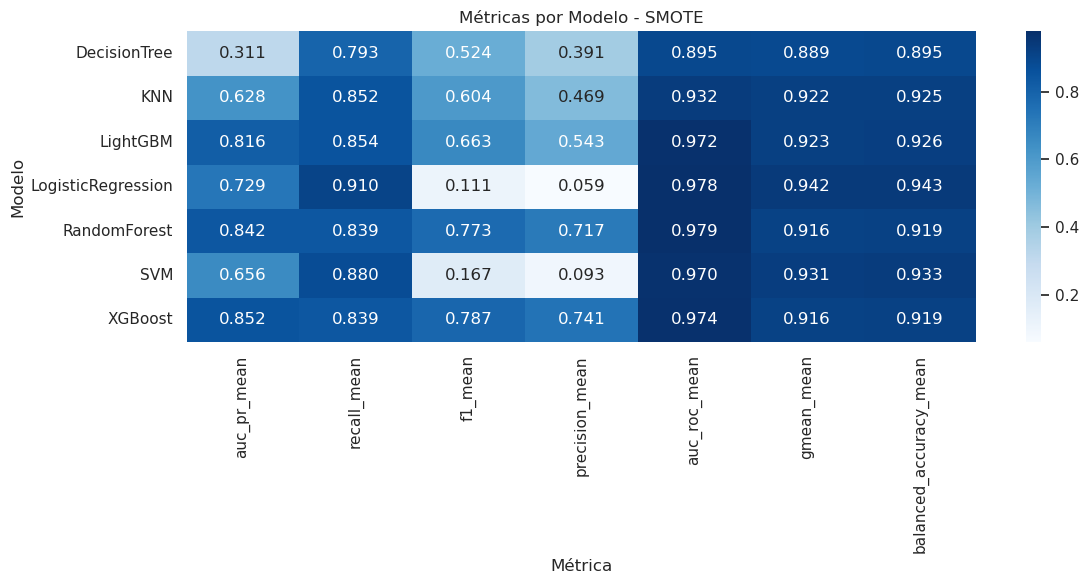 Métricas por Modelo - SMOTE
Modelo
DecisionTree 0.311 0.793 0.524 0.391 0.895 0.889 0.895
KNN 0.628 0.852 0.604 0.469 0.932 0.922 0.925
LightGBM 0.816 0.854 0.663 0.543 0.972 0.923 0.926
LogisticRegression 0.729 0.910 0.111 0.059 0.978 0.942 0.943
RandomForest 0.842 0.839 0.773 0.717 0.979 0.916 0.919
SVM 0.656 0.880 0.167 0.093 0.970 0.931 0.933
XGBoost 0.852 0.839 0.787 0.741 0.974 0.916 0.919
auc_pr_mean
recall_mean
f1_mean
precision_mean
auc_roc_mean
gmean_mean
balanced_accuracy_mean
Métrica
0.8
0.6
0.4
0.2